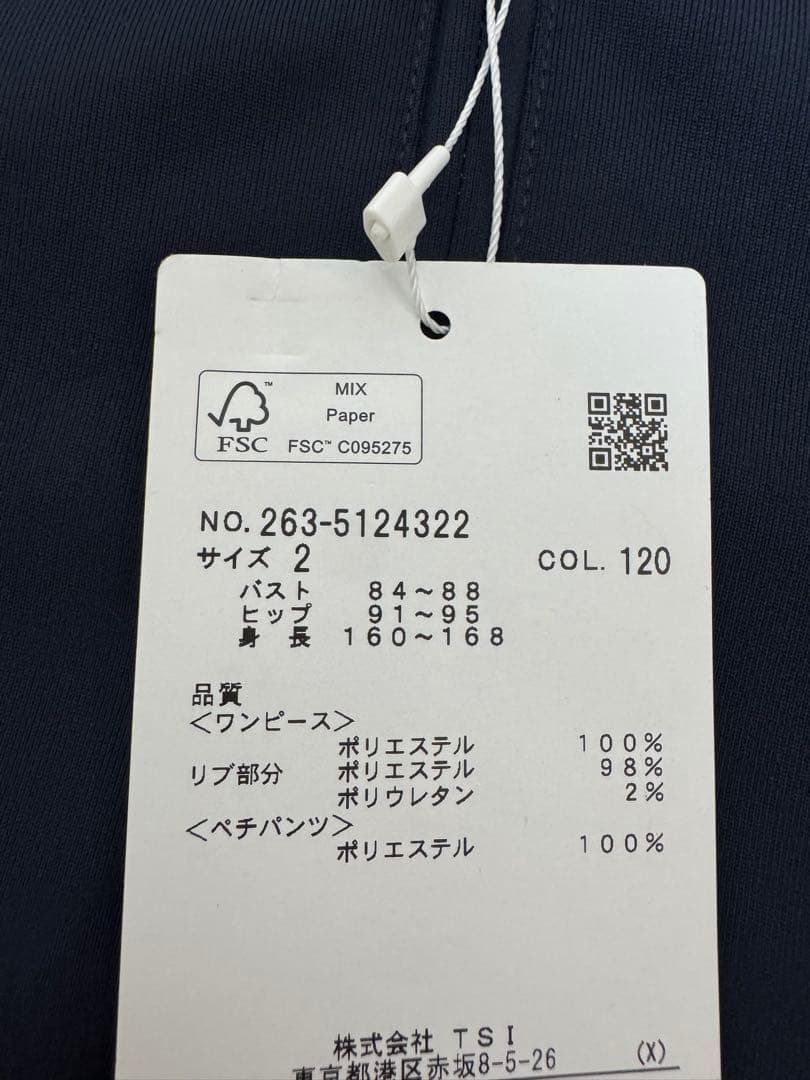 MIX
Paper
FSC™ C095275
FSC
NO. 263-5124322
サイズ 2 COL. 120
バスト 84~88
ヒップ 91~95
身長 160~168
品質
<ワンピース>
ポリエステル 100%
リブ部分 ポリエステル 98%
ポリウレタン 2%
<ペチパンツ>
ポリエステル 100%
株式会社 TSI
東京都港区赤坂8-5-26 (X)